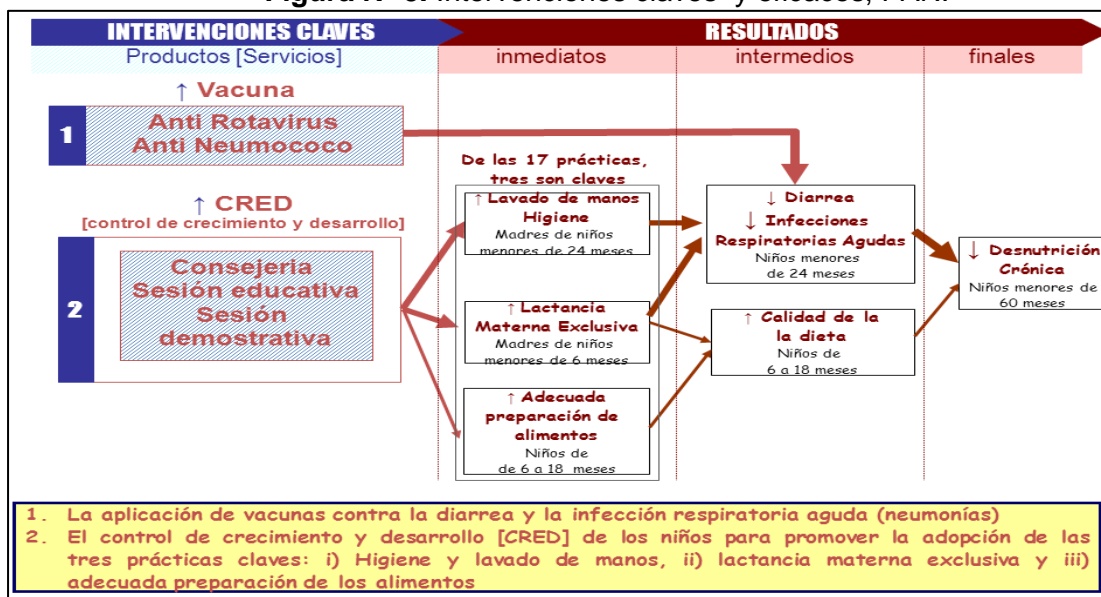 INTERVENCIONES CLAVES
RESULTADOS
Productos [Servicios]
inmediatos
intermedios
finales
↑ Vacuna
1
Anti Rotavirus
Anti Neumococo
De las 17 prácticas,
tres son claves
↑ CRED
[control de crecimiento y desarrollo]
2
Consejeria
Sesión educativa
Sesión
demostrativa
↑ Lavado de manos
Higiene
Madres de niños
menores de 24 meses
↑ Lactancia
Materna Exclusiva
Madres de niños
menores de 6 meses
↑ Adecuada
preparación de
alimentos
Niños de
de 6 a 18 meses
↓ Diarrea
↓ Infecciones
Respiratorias Agudas
Niños menores
de 24 meses
↑ Calidad de la
la dieta
Niños de
6 a 18 meses
↓ Desnutrición
Crónica
Niños menores de
60 meses
1. La aplicación de vacunas contra la diarrea y la infección respiratoria aguda (neumonías)
2. El control de crecimiento y desarrollo [CRED] de los niños para promover la adopción de las
tres prácticas claves: i) Higiene y lavado de manos, ii) lactancia materna exclusiva y iii)
adecuada preparación de los alimentos